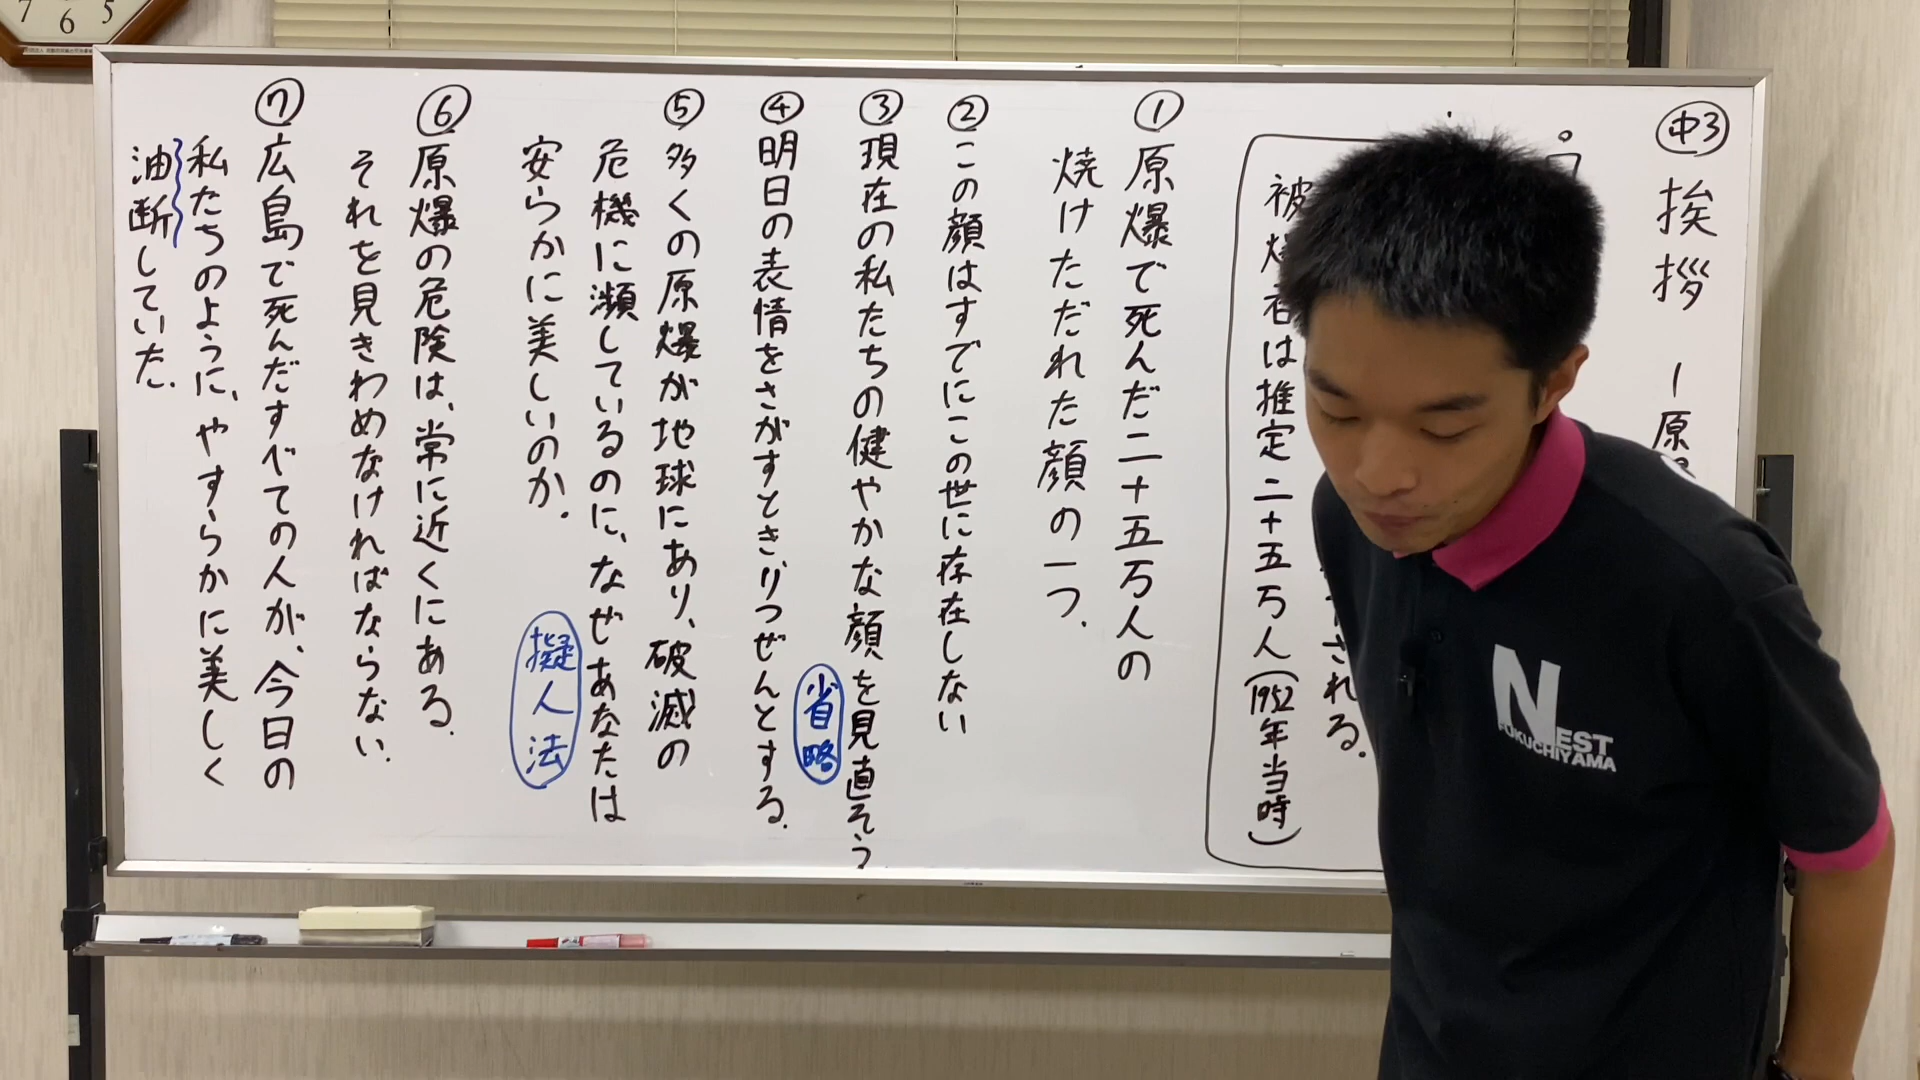 中3
挨拶 ー原
される。
被爆者は推定二十五万人(1952年当時)
①原爆で死んだ二十五万人の
焼けただれた顔の一つ.
②この顔はすでにこの世に存在しない
③現在の私たちの健やかな顔を見直そう
省略
④明日の表情をさがすときりつぜんとする.
⑤多くの原爆が地球にあり、破滅の
危機に瀕しているのに、なぜあなたは
安らかに美しいのか.
擬人法
⑥原爆の危険は、常に近くにある.
それを見きわめなければならない.
⑦広島で死んだすべての人が、今日の
私たちのように、やすらかに美しく
油断していた.
NEST
FUKUCHIYAMA
7 6 5